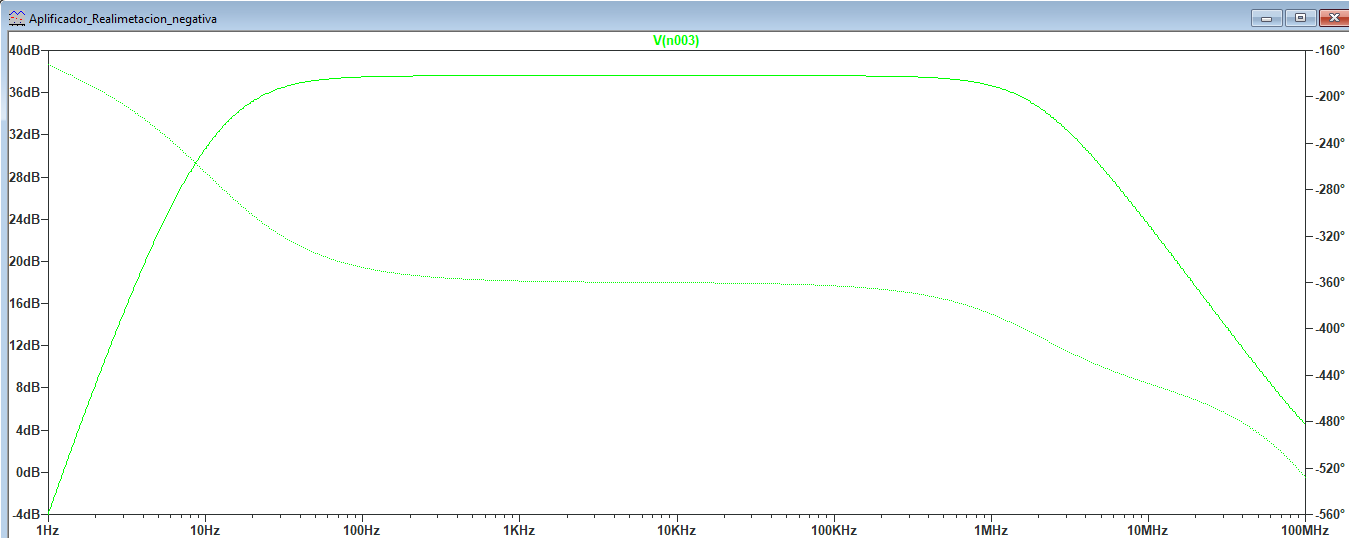 Aplificador_Realimetacion_negativa
V(n003)
40dB
36dB
32dB
28dB
24dB
20dB
16dB
12dB
8dB
4dB
0dB
-4dB
-160°
-200°
-240°
-280°
-320°
-360°
-400°
-440°
-480°
-520°
-560°
1Hz 10Hz 100Hz 1KHz 10KHz 100KHz 1MHz 10MHz 100MHz